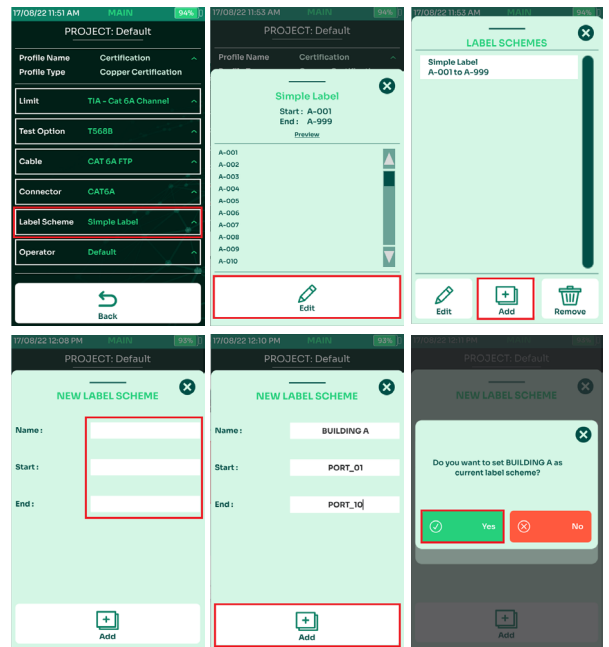 17/08/22 11:51 AM MAIN 94%
PROJECT: Default
Profile Name Certification
Profile Type Copper Certification
Limit TIA - Cat 6A Channel
Test Option T568B
Cable CAT 6A FTP
Connector CAT6A
Label Scheme Simple Label
Operator Default
Back
17/08/22 11:53 AM MAIN 94%
PROJECT: Default
Profile Name Certification
Simple Label
Start: A-001
End: A-999
Preview
A-001
A-002
A-003
A-004
A-005
A-006
A-007
A-008
A-009
A-010
Edit
17/08/22 11:53 AM MAIN 94%
LABEL SCHEMES
Simple Label
A-001 to A-999
Edit Add Remove
17/08/22 12:08 PM MAIN 93%
PROJECT: Default
NEW LABEL SCHEME
Name:
Start:
End:
Add
17/08/22 12:10 PM MAIN 93%
PROJECT: Default
NEW LABEL SCHEME
Name: BUILDING A
Start: PORT_01
End: PORT_10
Add
17/08/22 12:11 PM MAIN
PROJECT: Default
NEW LABEL SCHEME
Do you want to set BUILDING A as
current label scheme?
Yes No
Add